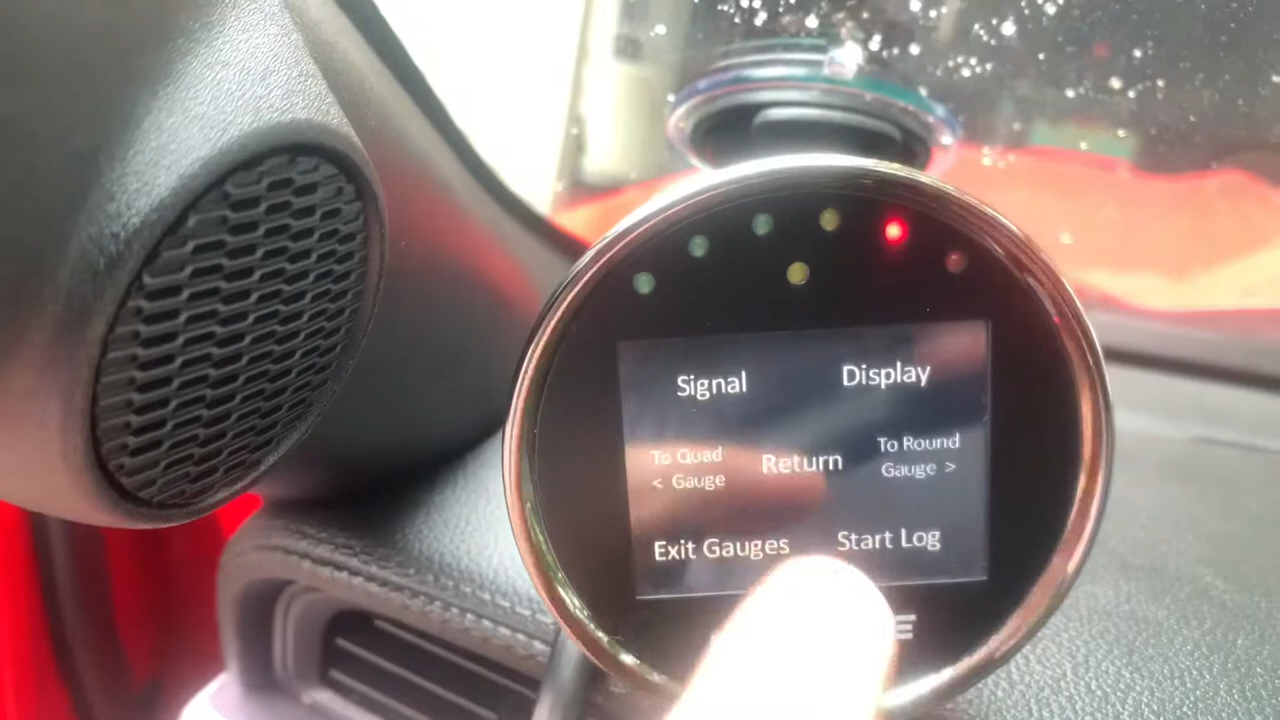 Signal
Display
To Quad
< Gauge
Return
To Round
Gauge >
Exit Gauges
Start Log